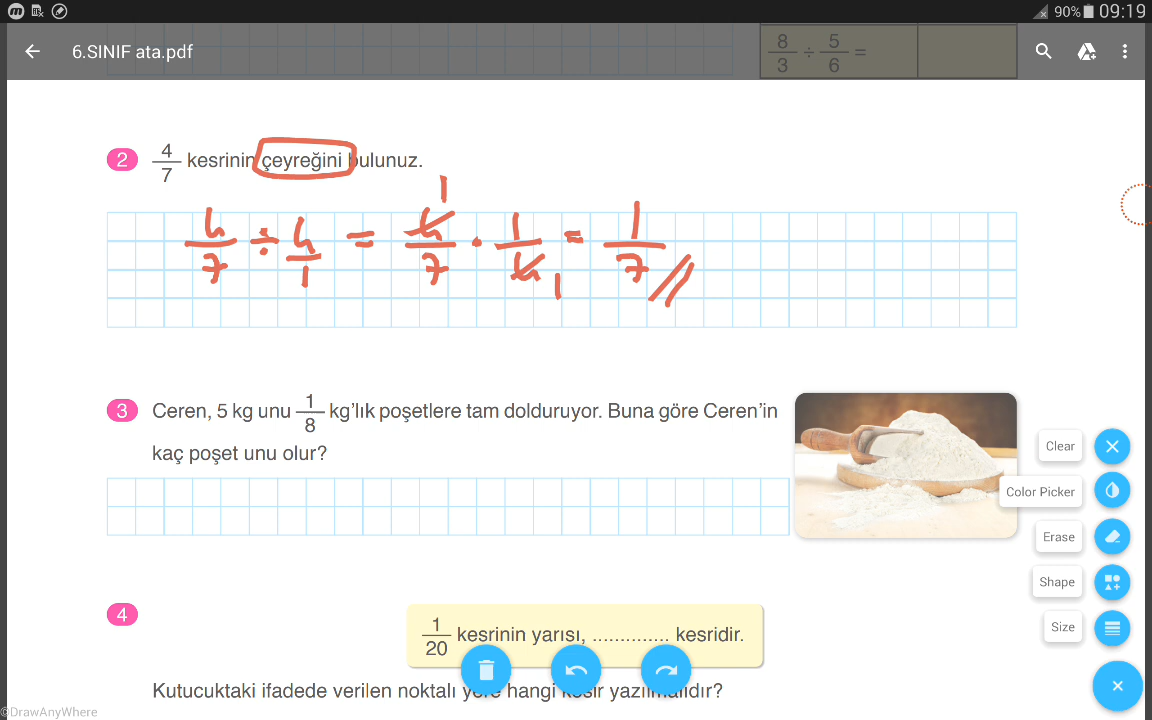 90% 09:19
6.SINIF ata.pdf
8/3 ÷ 5/6 =
2 4/7 kesrinin çeyreğini bulunuz.
4/7 ÷ 4/1 = 4/7 · 1/4 = 1/7
1
1
3 Ceren, 5 kg unu 1/8 kg’lık poşetlere tam dolduruyor. Buna göre Ceren’in
kaç poşet unu olur?
Clear
Color Picker
Erase
Shape
Size
4
1/20 kesrinin yarısı, .............. kesridir.
Kutucuktaki ifadede verilen noktalı yere hangi kesir yazılmalıdır?
©DrawAnyWhere